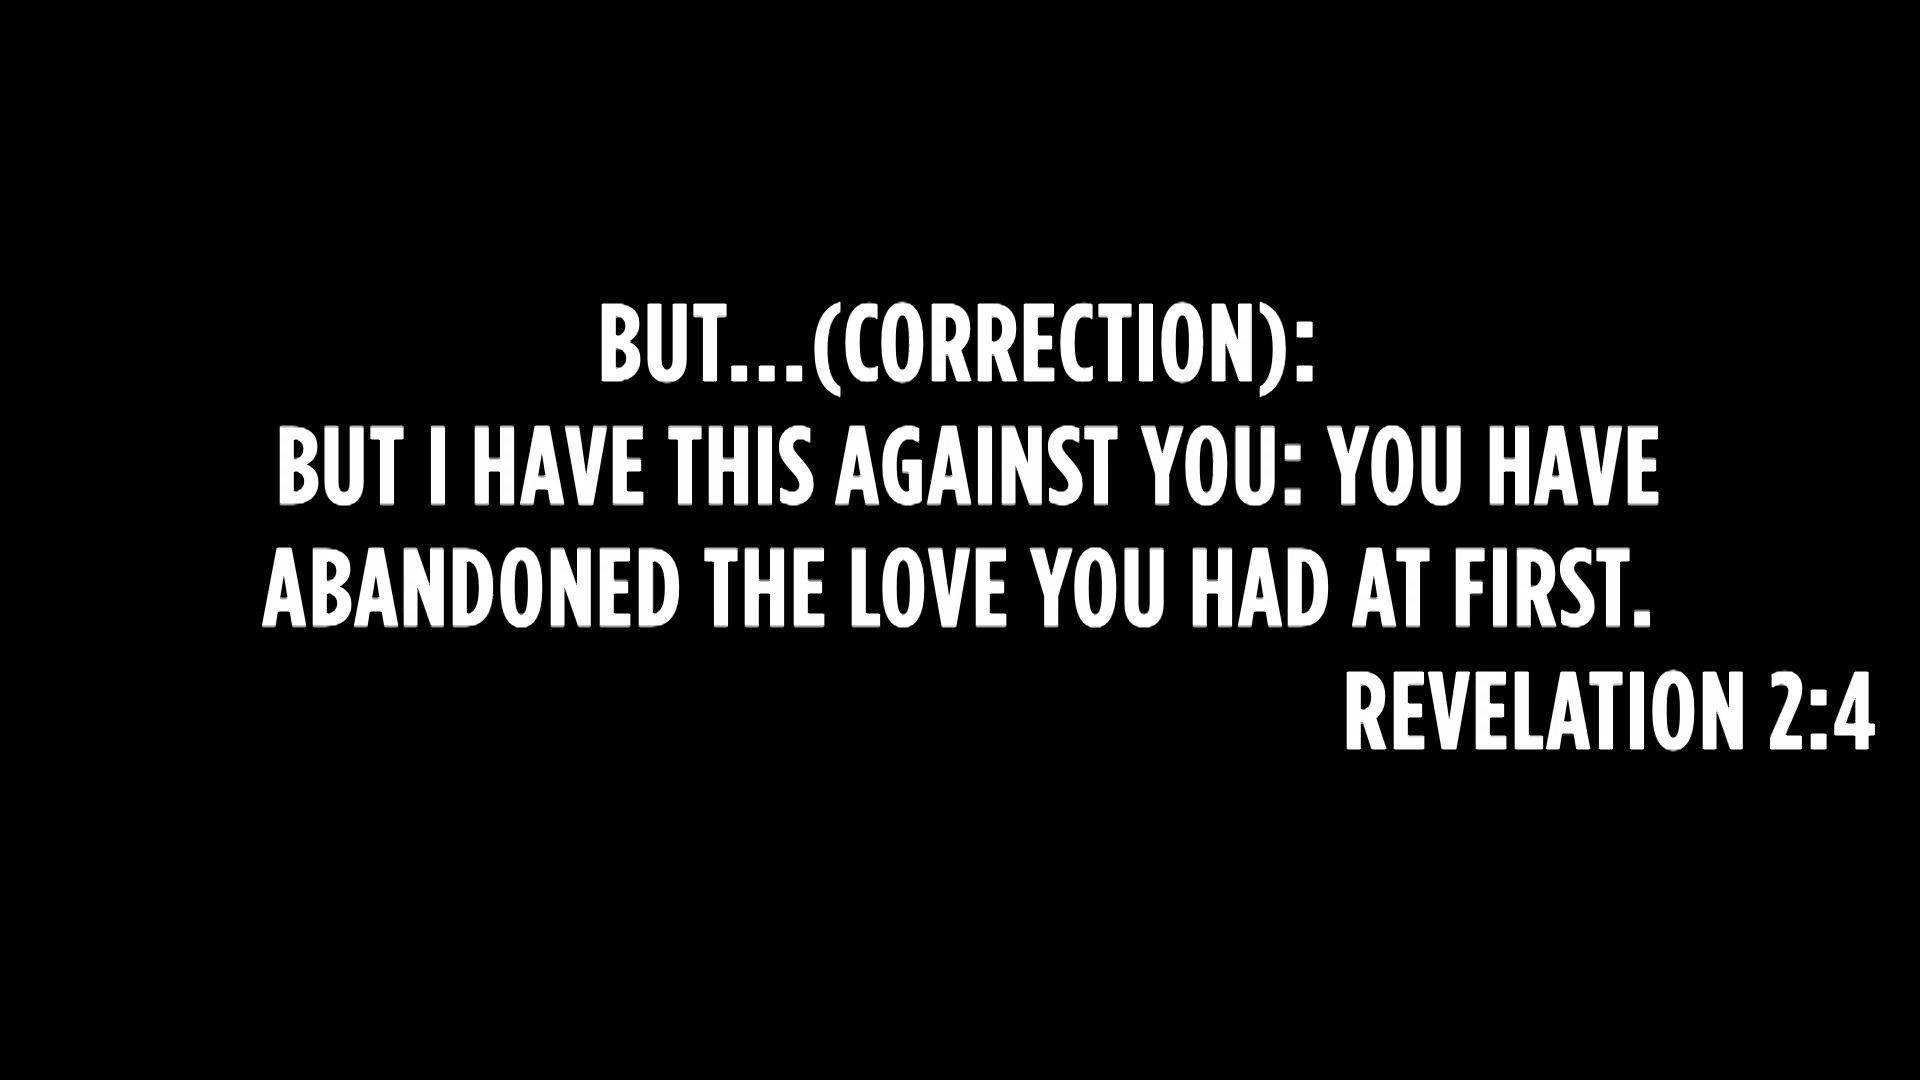 BUT...(CORRECTION):
BUT I HAVE THIS AGAINST YOU: YOU HAVE
ABANDONED THE LOVE YOU HAD AT FIRST.
REVELATION 2:4